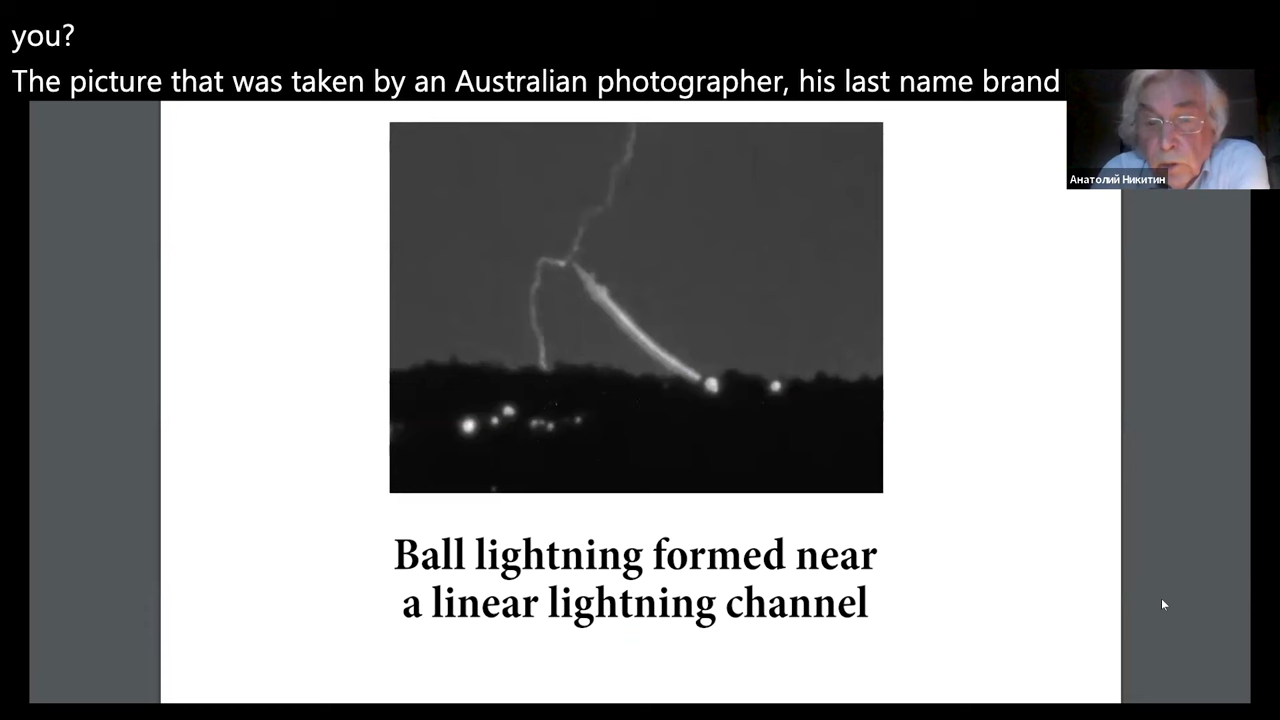 you?
The picture that was taken by an Australian photographer, his last name brand
Анатолий Никитин
Ball lightning formed near
a linear lightning channel